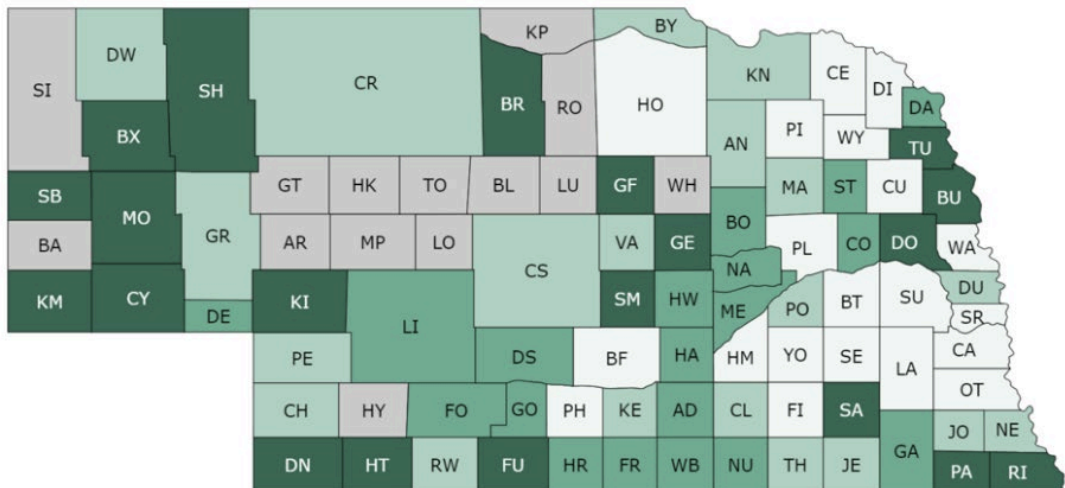 KP BY
SI DW SH CR BR RO HO KN CE DI DA
BX AN PI WY TU
GT HK TO BL LU GF WH MA ST CU BU
SB MO GR VA GE BO
BA AR MP LO CS PL CO DO WA
KM CY KI SM HW NA DU
DE LI ME PO BT SU SR
PE DS BF HA HM YO SE LA CA
OT
CH HY FO GO PH KE AD CL FI SA JO NE
DN HT RW FU HR FR WB NU TH JE GA PA RI